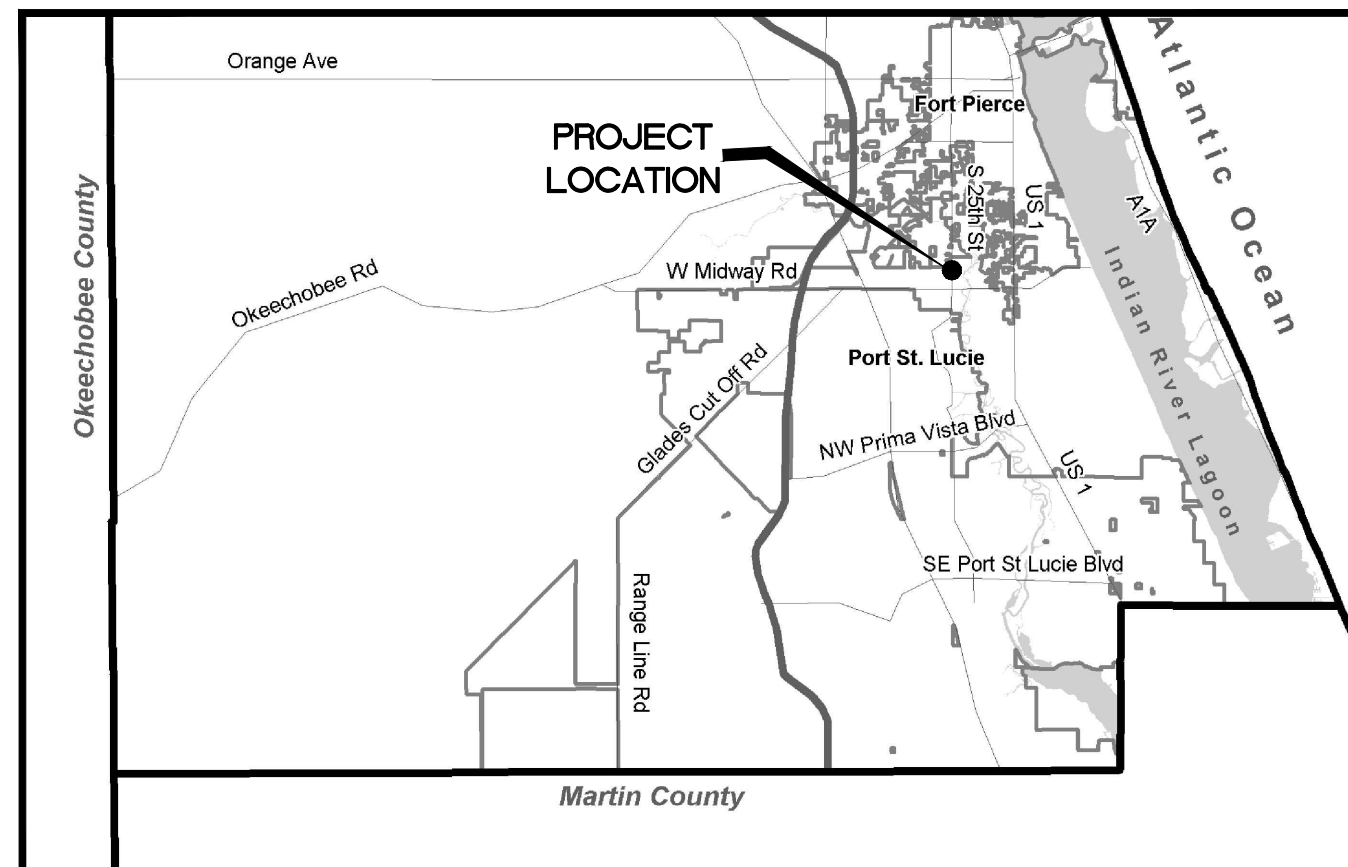 Orange Ave
Fort Pierce
Atlantic Ocean
PROJECT
LOCATION
S 25th St
US 1
A1A
Okeechobee County
Okeechobee Rd
W Midway Rd
Indian River Lagoon
Port St. Lucie
Glades Cut Off Rd
NW Prima Vista Blvd
US 1
SE Port St Lucie Blvd
Range Line Rd
Martin County